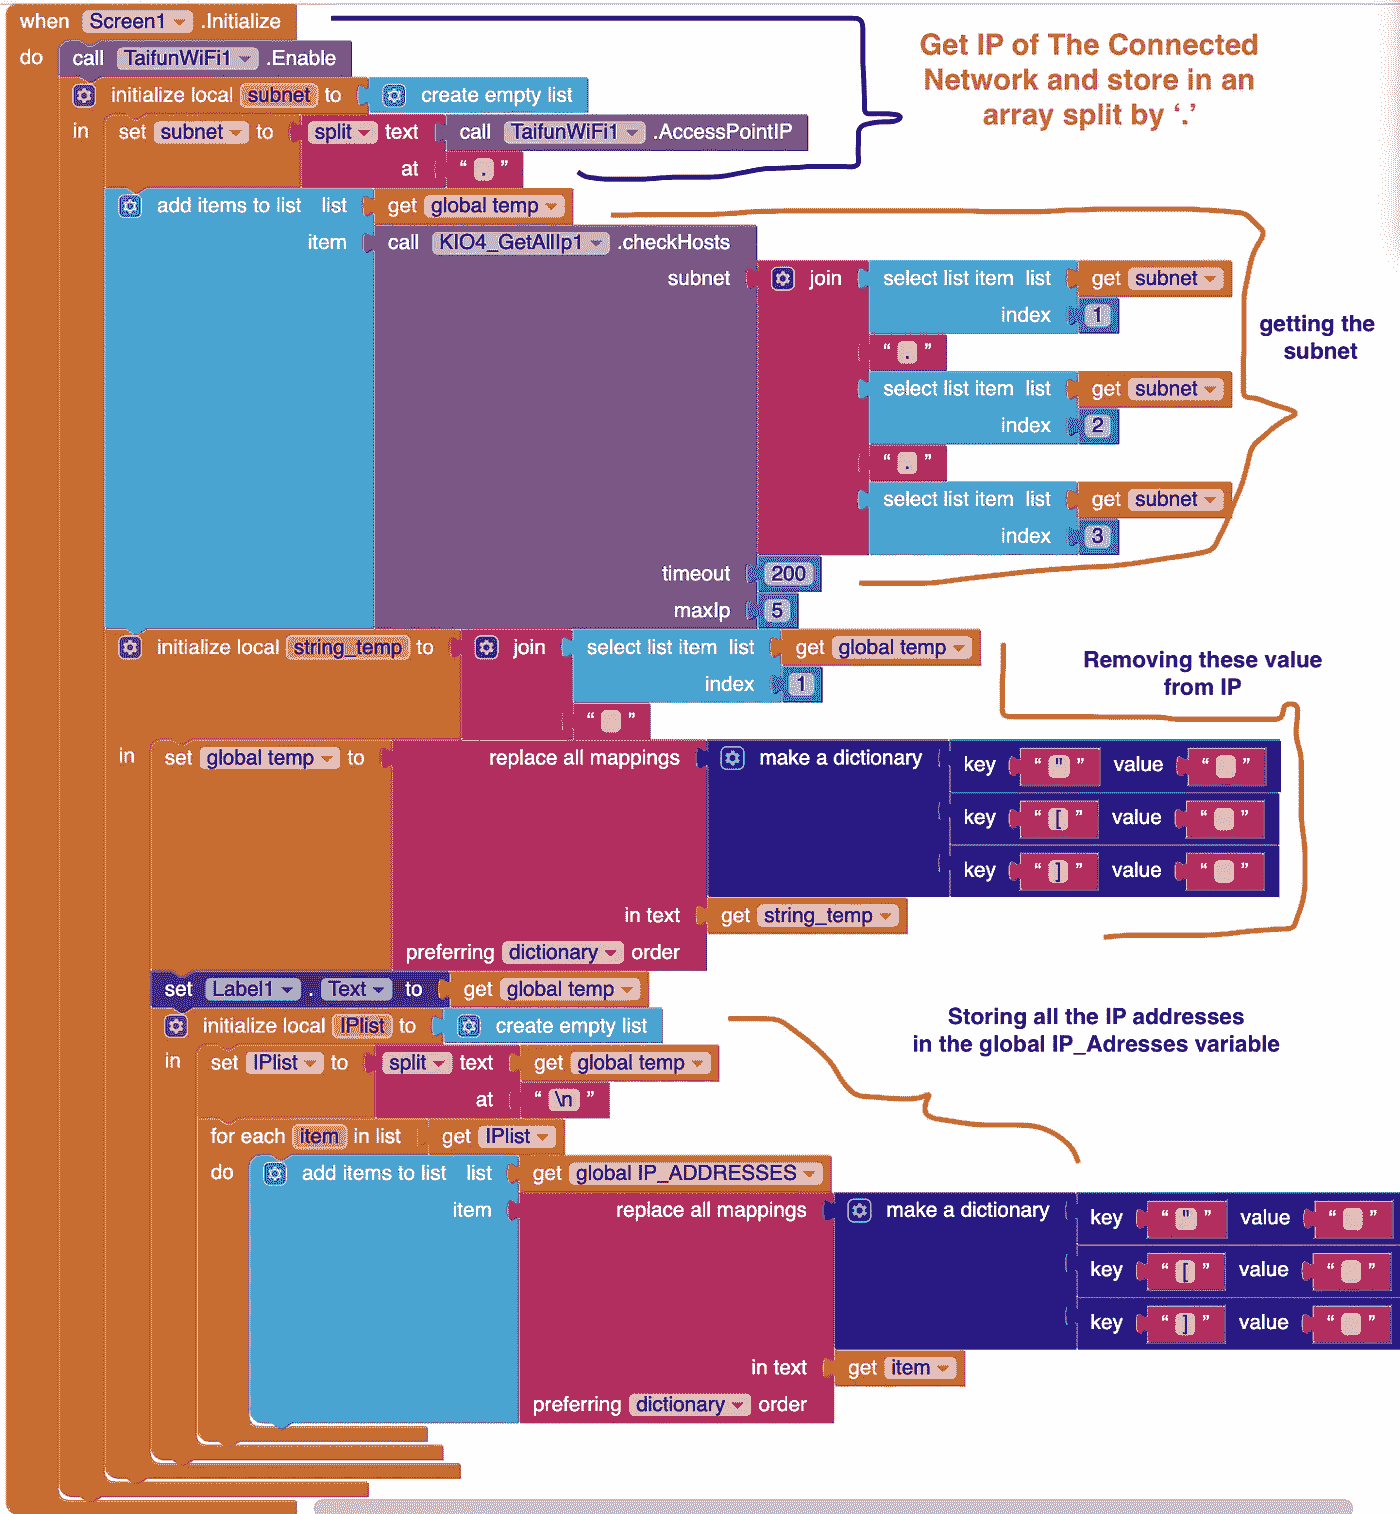 when Screen1 .Initialize
do call TaifunWiFi1 .Enable
initialize local subnet to create empty list
in set subnet to split text call TaifunWiFi1 .AccessPointIP
at “ . ”
Get IP of The Connected
Network and store in an
array split by ‘.’
add items to list list get global temp
item call KIO4_GetAllIp1 .checkHosts
subnet join select list item list get subnet
index 1
“ . ”
select list item list get subnet
index 2
“ . ”
select list item list get subnet
index 3
timeout 200
maxIp 5
getting the
subnet
initialize local string_temp to join select list item list get global temp
index 1
“ ”
Removing these value
from IP
in set global temp to replace all mappings make a dictionary key “ " ” value “ ”
key “ [ ” value “ ”
key “ ] ” value “ ”
in text get string_temp
preferring dictionary order
set Label1 . Text to get global temp
initialize local IPlist to create empty list
in set IPlist to split text get global temp
at “ \n ”
Storing all the IP addresses
in the global IP_Adresses variable
for each item in list get IPlist
do add items to list list get global IP_ADDRESSES
item replace all mappings make a dictionary key “ " ” value “ ”
key “ [ ” value “ ”
key “ ] ” value “ ”
in text get item
preferring dictionary order